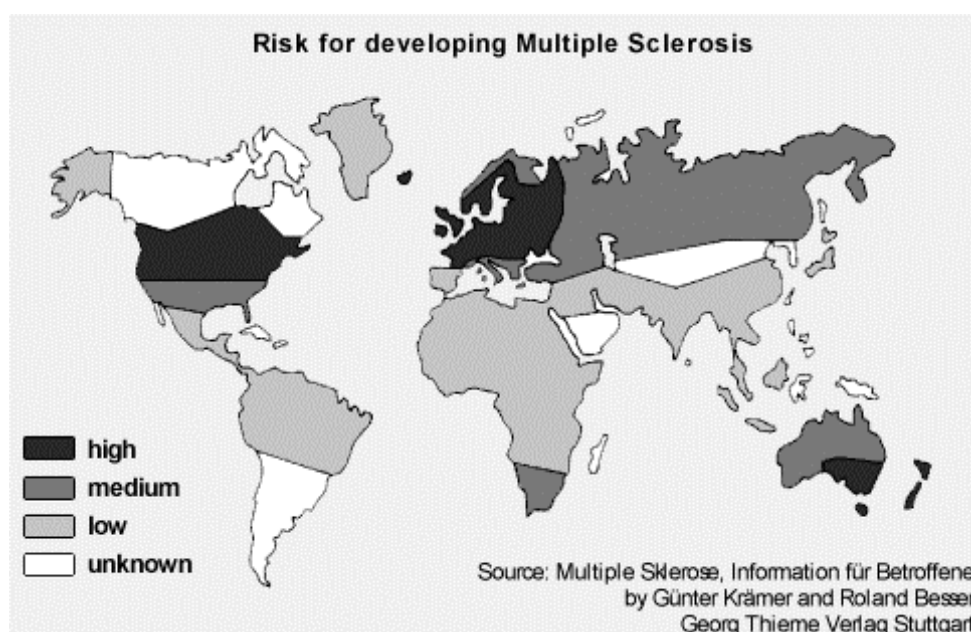 Risk for developing Multiple Sclerosis
high
medium
low
unknown
Source: Multiple Sklerose, Information für Betroffene
by Günter Krämer and Roland Besser
Georg Thieme Verlag Stuttgart